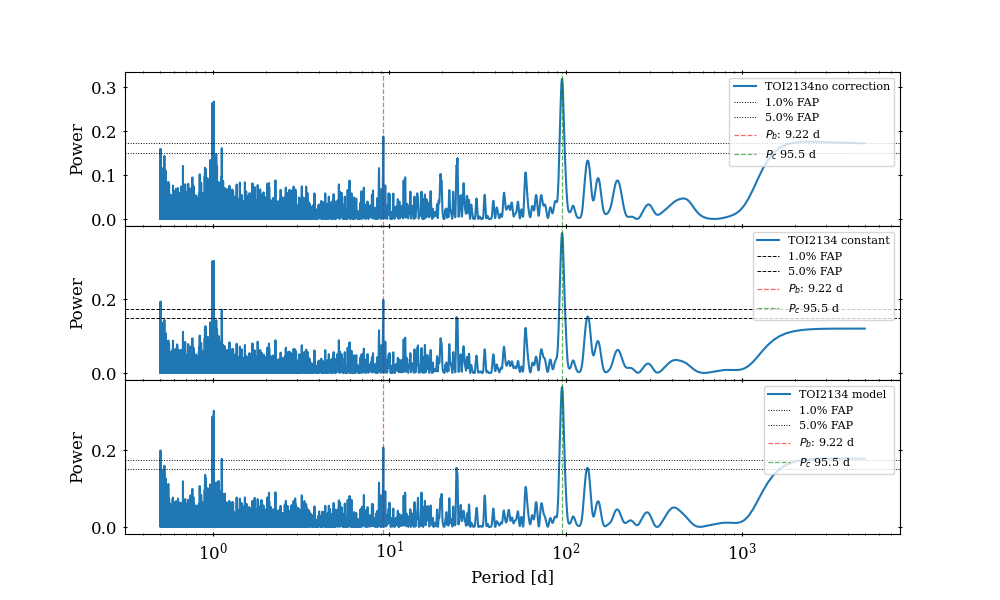 0.3
0.2
0.1
0.0
Power
TOI2134no correction
1.0% FAP
5.0% FAP
P_b: 9.22 d
P_c 95.5 d
0.2
0.0
Power
TOI2134 constant
1.0% FAP
5.0% FAP
P_b: 9.22 d
P_c 95.5 d
0.2
0.0
Power
TOI2134 model
1.0% FAP
5.0% FAP
P_b: 9.22 d
P_c 95.5 d
10^0 10^1 10^2 10^3
Period [d]